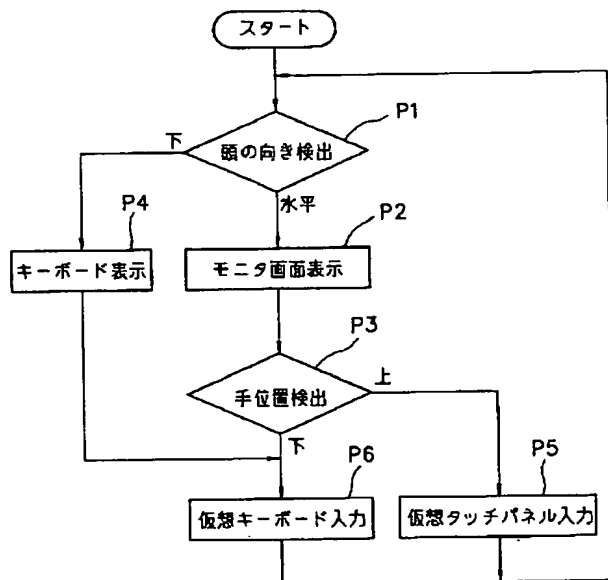 スタート
P1
頭の向き検出
下
水平
P4
P2
キーボード表示
モニタ画面表示
P3
手位置検出
上
下
P6
P5
仮想キーボード入力
仮想タッチパネル入力